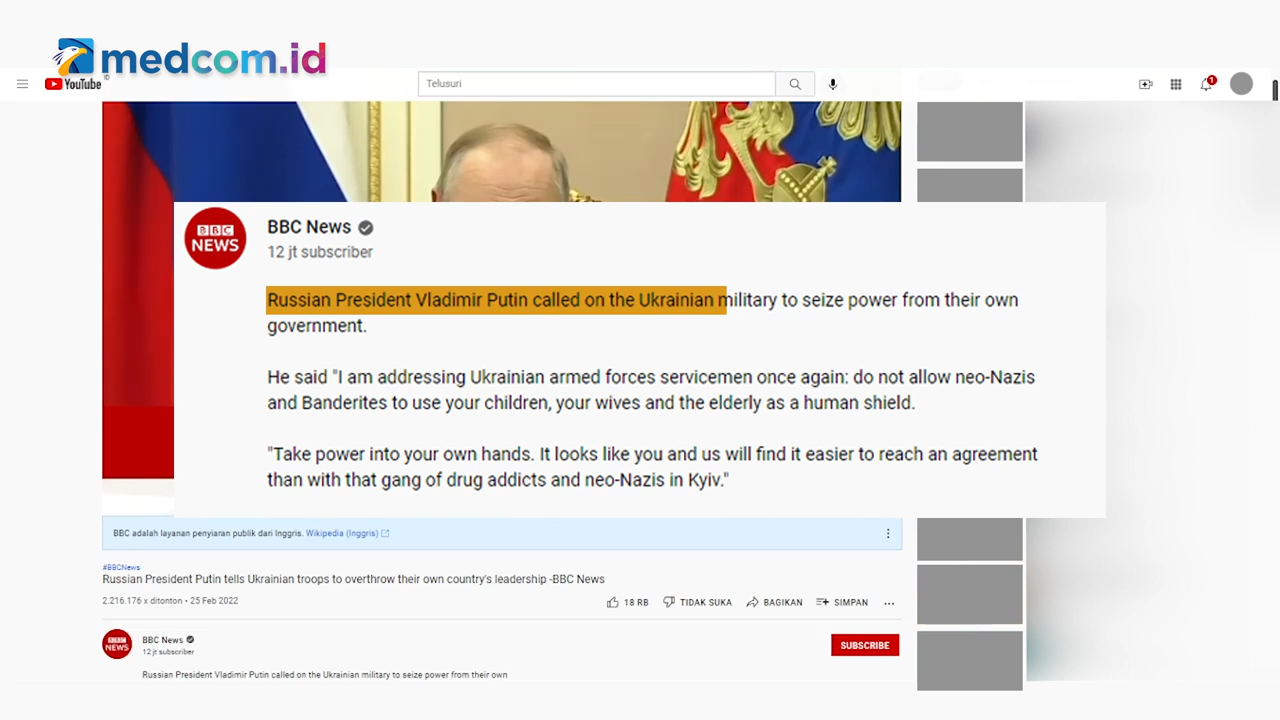 medcom.id
YouTube
ID
Telusuri
1
BBC
NEWS
BBC News
12 jt subscriber
Russian President Vladimir Putin called on the Ukrainian military to seize power from their own
government.
He said "I am addressing Ukrainian armed forces servicemen once again: do not allow neo-Nazis
and Banderites to use your children, your wives and the elderly as a human shield.
"Take power into your own hands. It looks like you and us will find it easier to reach an agreement
than with that gang of drug addicts and neo-Nazis in Kyiv."
BBC adalah layanan penyiaran publik dari Inggris. Wikipedia (Inggris)
#BBCNews
Russian President Putin tells Ukrainian troops to overthrow their own country's leadership -BBC News
2.216.176 x ditonton • 25 Feb 2022
18 RB TIDAK SUKA BAGIKAN SIMPAN ...
BBC
NEWS
BBC News
12 jt subscriber
SUBSCRIBE
Russian President Vladimir Putin called on the Ukrainian military to seize power from their own